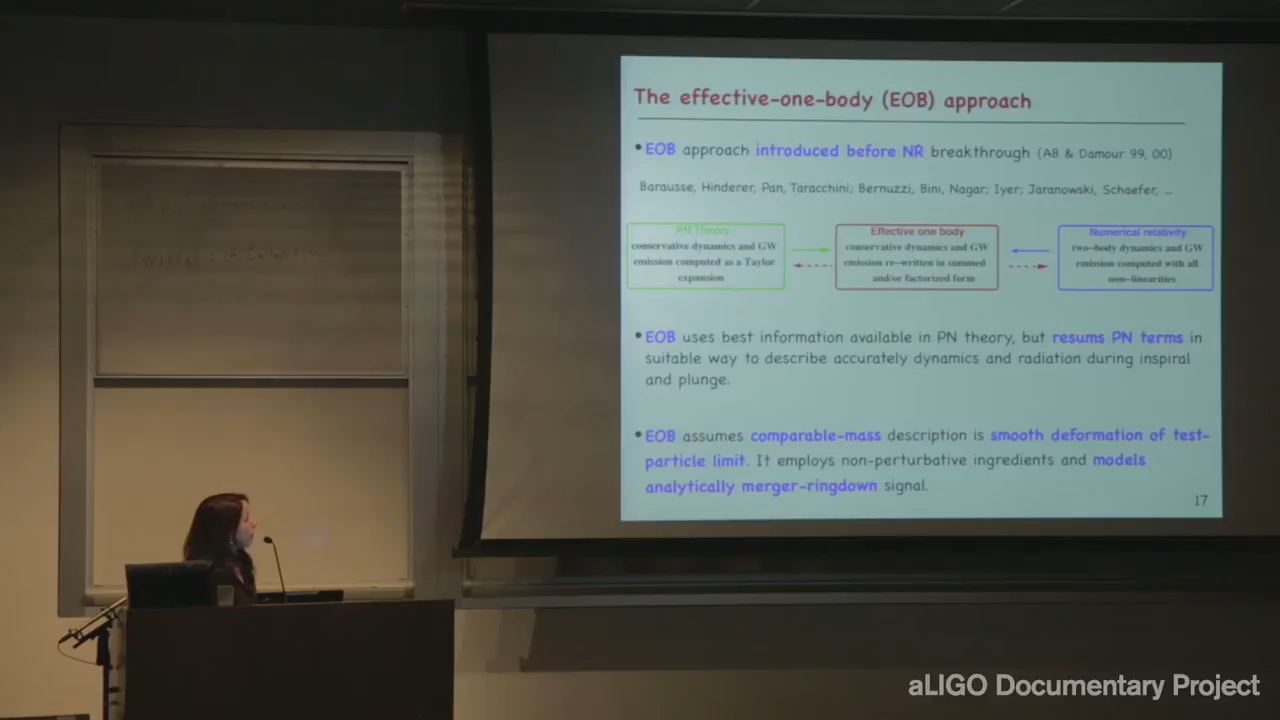 The effective-one-body (EOB) approach
• EOB approach introduced before NR breakthrough (AB & Damour 99, 00)
Barausse, Hinderer, Pan, Taracchini; Bernuzzi, Bini, Nagar; Iyer; Jaranowski, Schaefer, ...
PN Theory
conservative dynamics and GW
emission computed as a Taylor
expansion
Effective one body
conservative dynamics and GW
emission re-written in summed
and/or factorized form
Numerical relativity
two-body dynamics and GW
emission computed with all
non-linearities
• EOB uses best information available in PN theory, but resums PN terms in
suitable way to describe accurately dynamics and radiation during inspiral
and plunge.
• EOB assumes comparable-mass description is smooth deformation of test-
particle limit. It employs non-perturbative ingredients and models
analytically merger-ringdown signal.
17
aLIGO Documentary Project